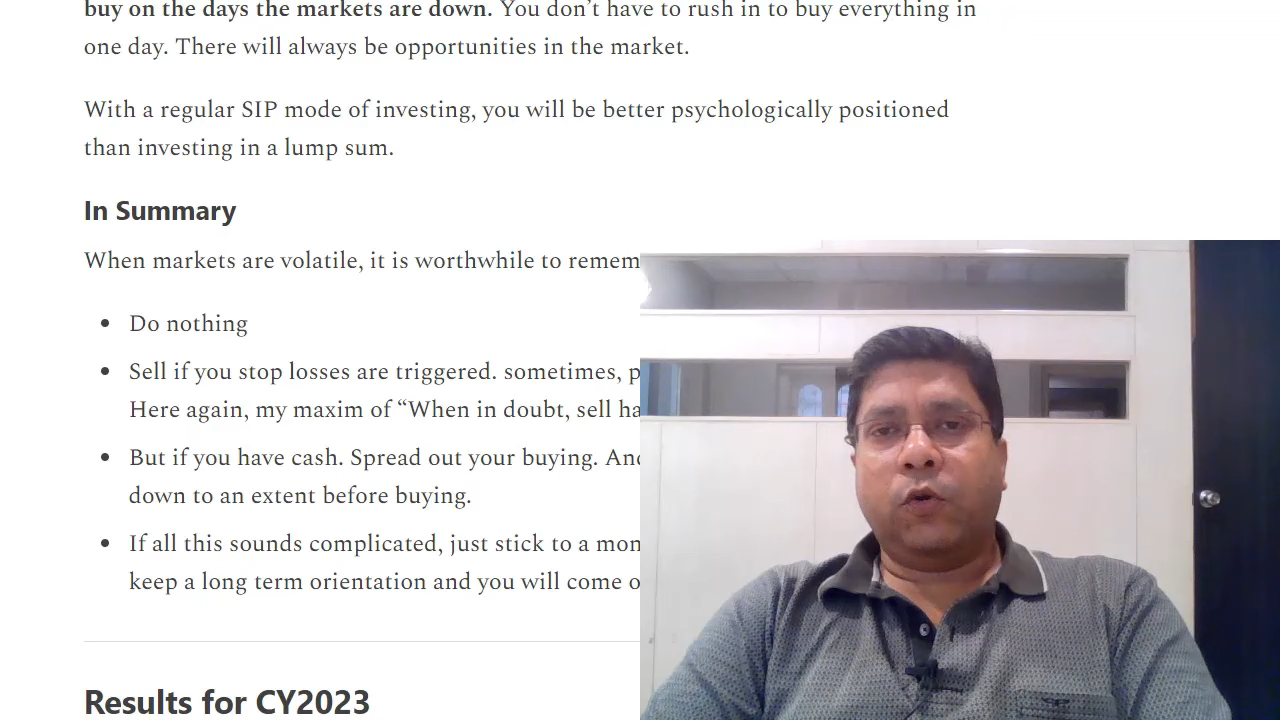 buy on the days the markets are down. You don’t have to rush in to buy everything in
one day. There will always be opportunities in the market.
With a regular SIP mode of investing, you will be better psychologically positioned
than investing in a lump sum.
In Summary
When markets are volatile, it is worthwhile to remem
Do nothing
Sell if you stop losses are triggered. sometimes, p
Here again, my maxim of “When in doubt, sell ha
But if you have cash. Spread out your buying. And
down to an extent before buying.
If all this sounds complicated, just stick to a mon
keep a long term orientation and you will come o
Results for CY2023